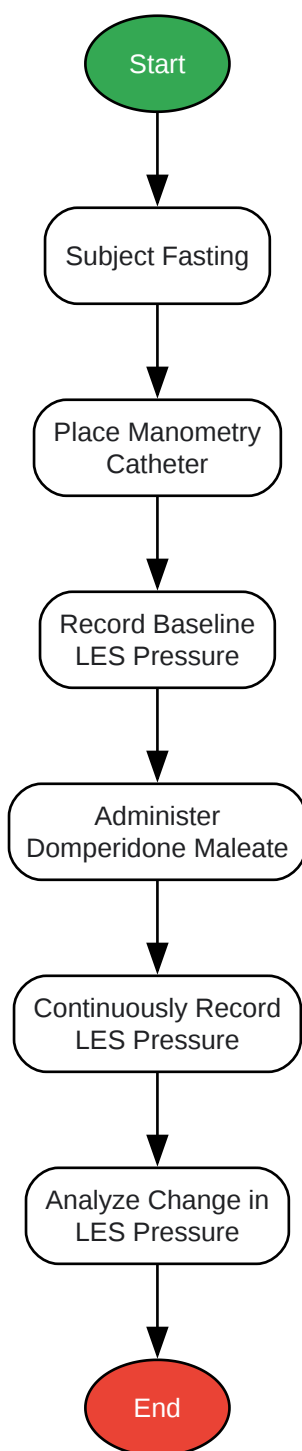 Start
Subject Fasting
Place Manometry
Catheter
Record Baseline
LES Pressure
Administer
Domperidone Maleate
Continuously Record
LES Pressure
Analyze Change in
LES Pressure
End